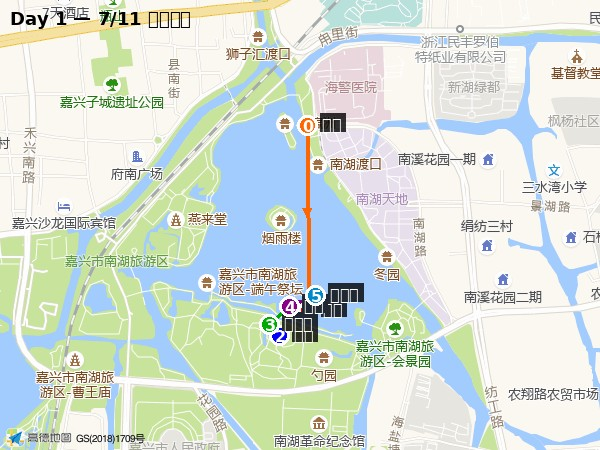 7天酒店
Day 1 — 7/11
狮子汇渡口
甪里街
浙江民丰罗伯
特纸业有限公司
基督教堂
海警医院
新湖绿都
县南街
嘉兴子城遗址公园
枫杨社区
0
禾兴南路
村
府南广场
南湖渡口
南溪花园一期
三水湾小学
南湖天地
景湖路
嘉兴沙龙国际宾馆
燕来堂
烟雨楼
南湖路
绢纺三村
石榴
嘉兴市南湖旅游区
嘉兴市南湖旅
游区-端午祭坛
冬园
南溪花园二期
5
4
3
2
农
嘉兴市南湖旅
游区-会景园
嘉兴市南湖旅
游区-曹王庙
勺园
纺工路
农翔路农贸市场
花园路
海盐塘
嘉兴市人民政府
南湖革命纪念馆
高德地图 GS(2018)1709号